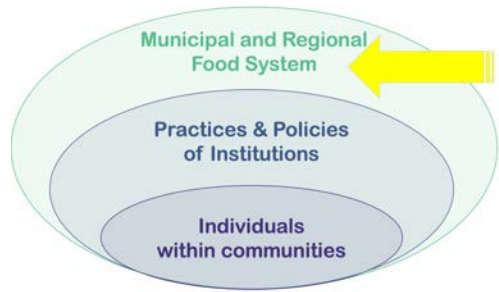 Municipal and Regional
Food System
Practices & Policies
of Institutions
Individuals
within communities